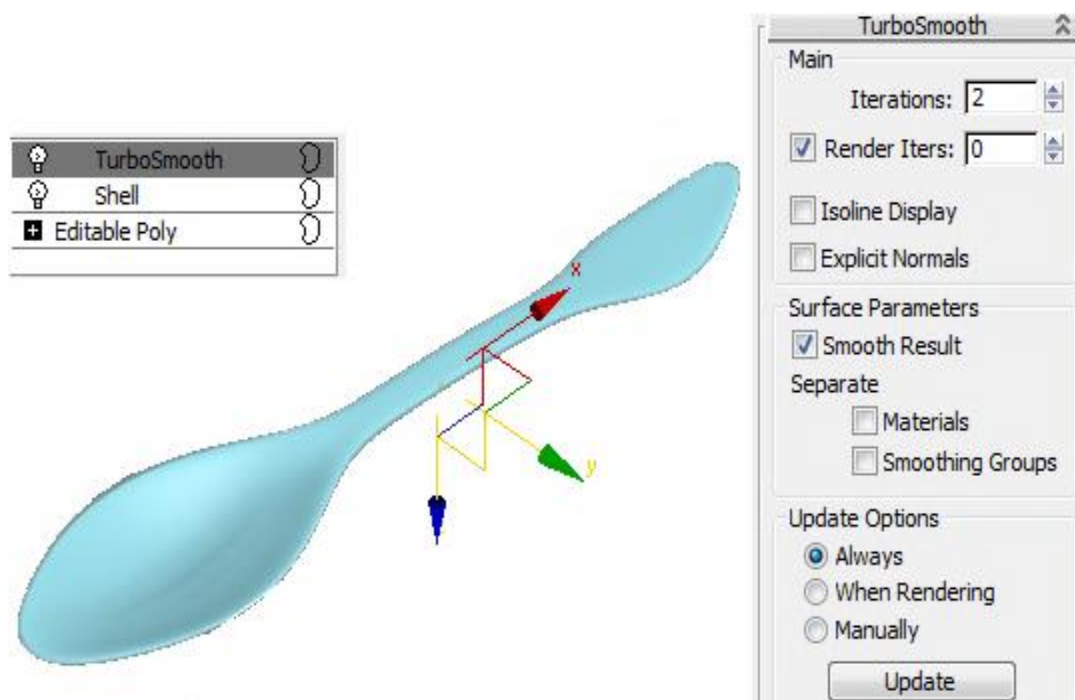 TurboSmooth
Shell
Editable Poly
x
y
TurboSmooth
Main
Iterations: 2
Render Iters: 0
Isoline Display
Explicit Normals
Surface Parameters
Smooth Result
Separate
Materials
Smoothing Groups
Update Options
Always
When Rendering
Manually
Update